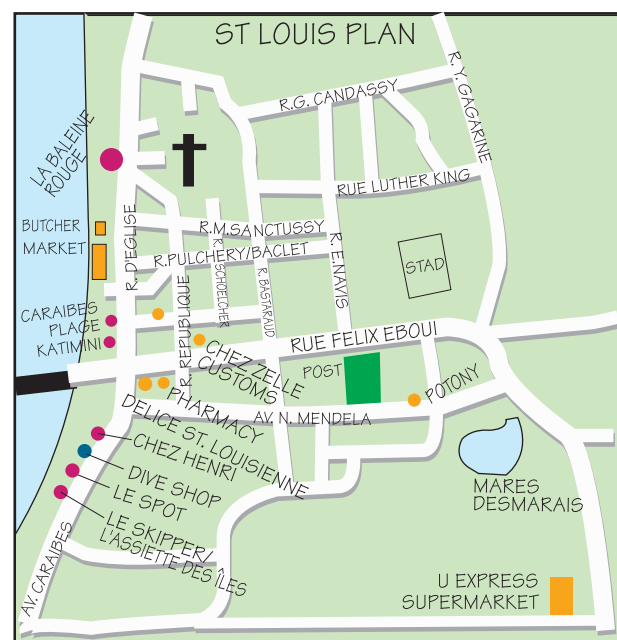 ST LOUIS PLAN
R.G. CANDASSY
R.Y. GAGARINE
LA BALEINE
ROUGE
RUE LUTHER KING
BUTCHER
MARKET
R. D'EGLISE
R.M.SANCTUSSY
R.PULCHERY/BACLET
R. SCHOELCHER
R. BASTARAUD
R. E.NAVIS
STAD
R. REPUBLIQUE
CARAIBES
PLAGE
KATIMINI
RUE FELIX EBOUI
CHEZ ZELLE
CUSTOMS
POST
POTONY
PHARMACY
AV. N. MENDELA
DELICE ST. LOUISIENNE
CHEZ HENRI
DIVE SHOP
LE SPOT
LE SKIPPER/
L'ASSIETTE DES ÎLES
MARES
DESMARAIS
AV. CARAIBES
U EXPRESS
SUPERMARKET